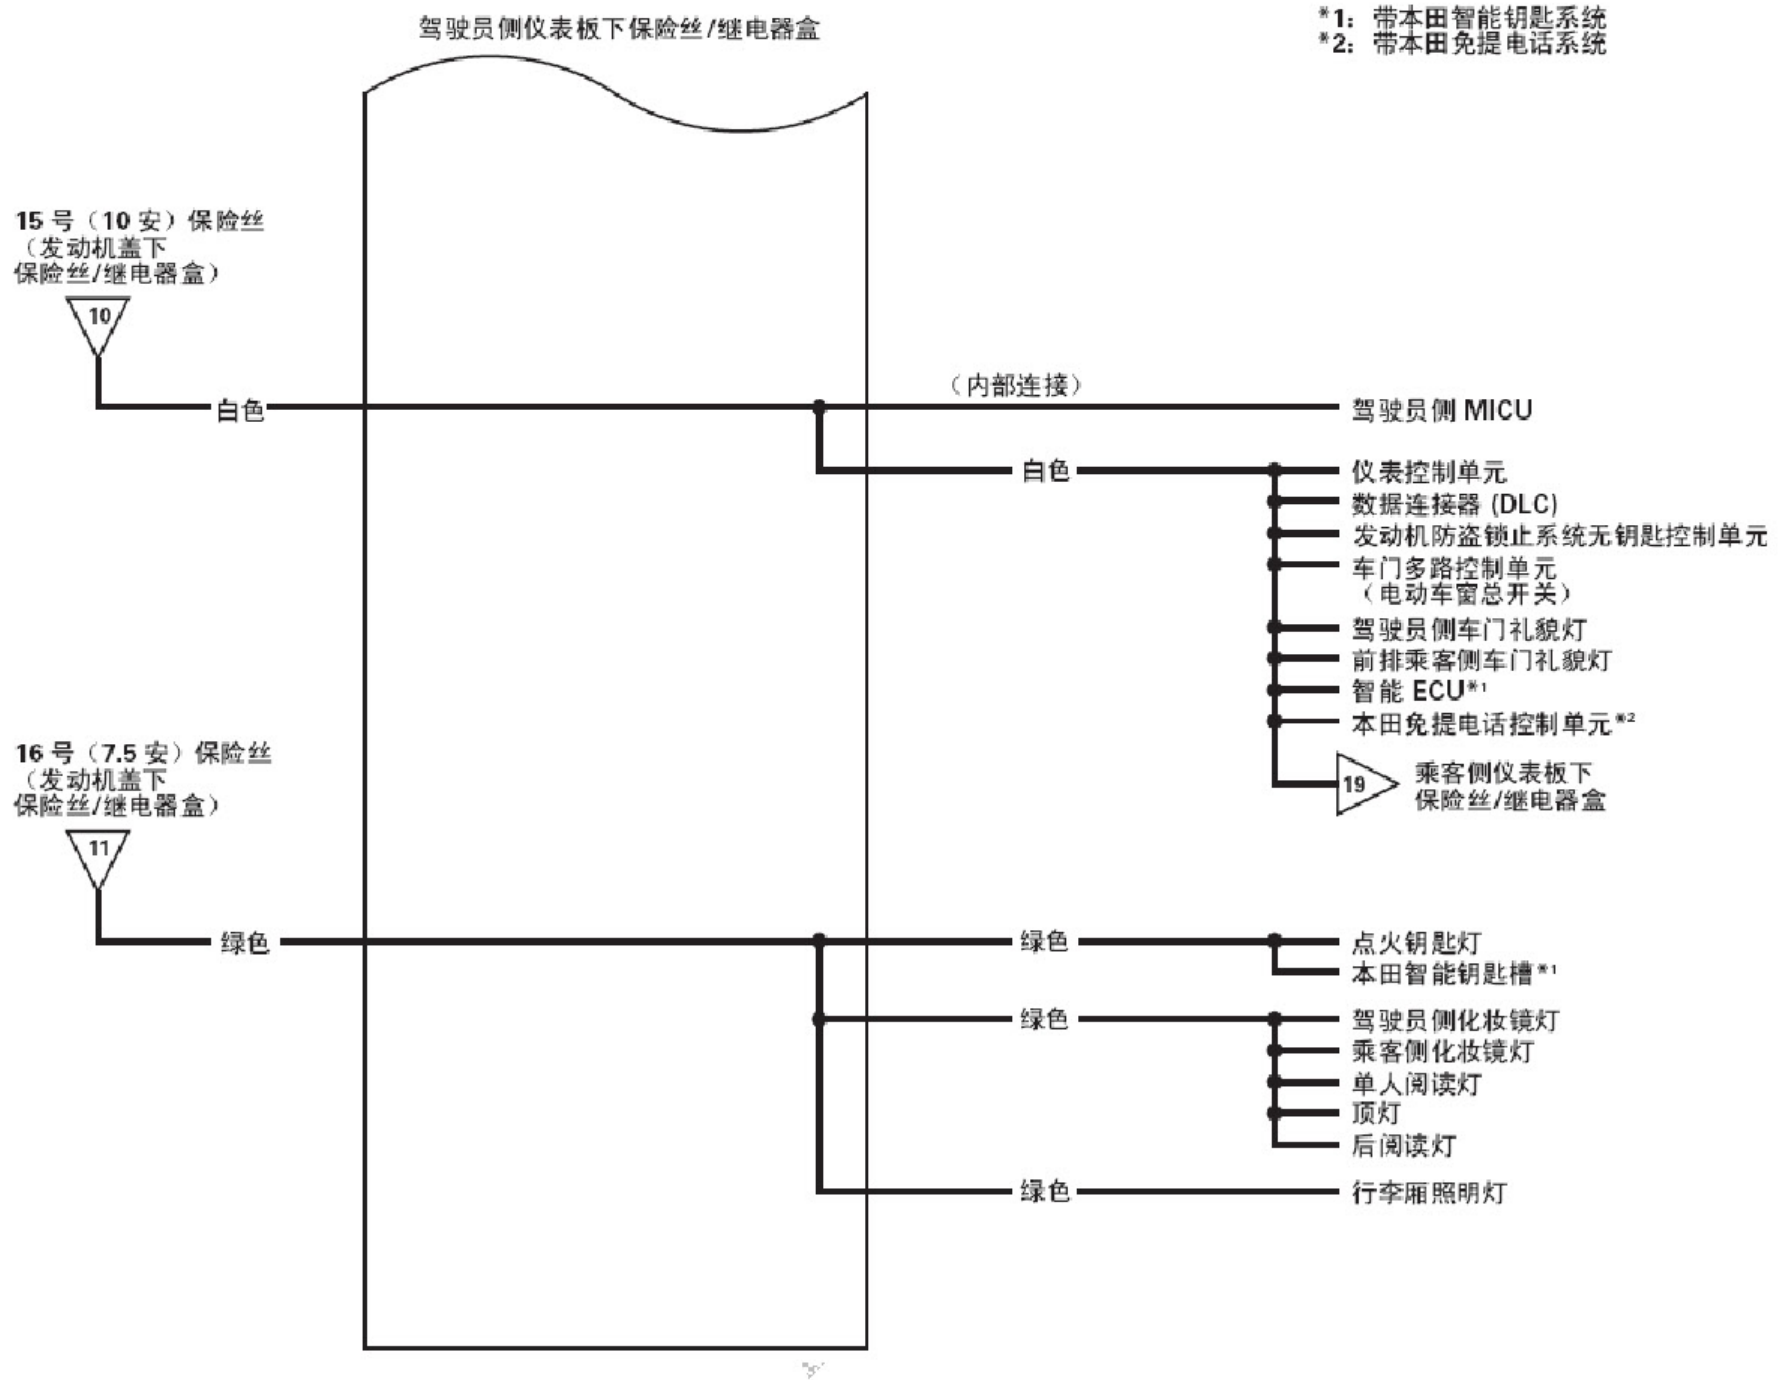 驾驶员侧仪表板下保险丝/继电器盒
*1：带本田智能钥匙系统
*2：带本田免提电话系统
15 号（10 安）保险丝
（发动机盖下
保险丝/继电器盒）
10
（内部连接）
白色
驾驶员侧 MICU
白色
仪表控制单元
数据连接器 (DLC)
发动机防盗锁止系统无钥匙控制单元
车门多路控制单元
（电动车窗总开关）
驾驶员侧车门礼貌灯
前排乘客侧车门礼貌灯
智能 ECU*1
本田免提电话控制单元*2
19
乘客侧仪表板下
保险丝/继电器盒
16 号（7.5 安）保险丝
（发动机盖下
保险丝/继电器盒）
11
绿色
绿色
点火钥匙灯
本田智能钥匙槽*1
绿色
驾驶员侧化妆镜灯
乘客侧化妆镜灯
单人阅读灯
顶灯
后阅读灯
绿色
行李厢照明灯